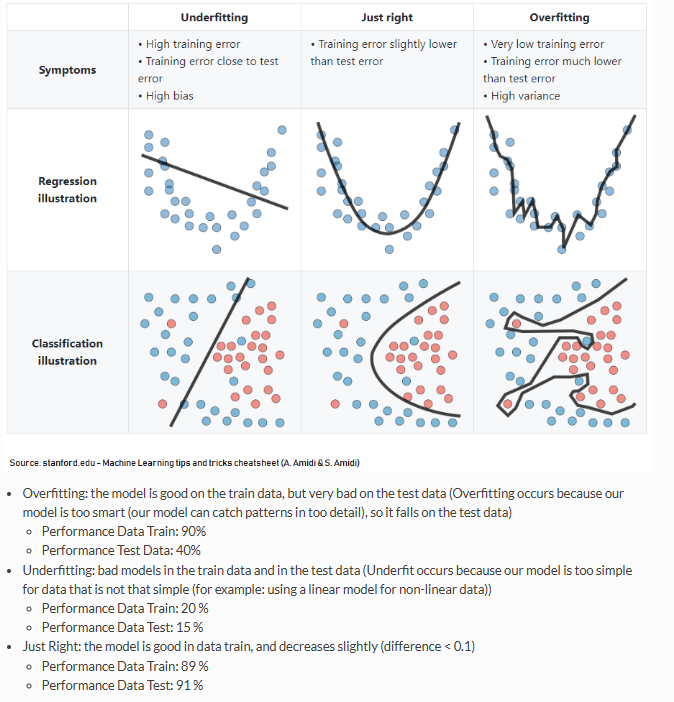 Underfitting Just right Overfitting
Symptoms
• High training error
• Training error close to test
error
• High bias
• Training error slightly lower
than test error
• Very low training error
• Training error much lower
than test error
• High variance
Regression
illustration
Classification
illustration
Source: stanford.edu - Machine Learning tips and tricks cheatsheet (A. Amidi & S. Amidi)
• Overfitting: the model is good on the train data, but very bad on the test data (Overfitting occurs because our
model is too smart (our model can catch patterns in too detail), so it falls on the test data)
◦ Performance Data Train: 90%
◦ Performance Test Data: 40%
• Underfitting: bad models in the train data and in the test data (Underfit occurs because our model is too simple
for data that is not that simple (for example: using a linear model for non-linear data))
◦ Performance Data Train: 20 %
◦ Performance Data Test: 15 %
• Just Right: the model is good in data train, and decreases slightly (difference < 0.1)
◦ Performance Data Train: 89 %
◦ Performance Data Test: 91 %